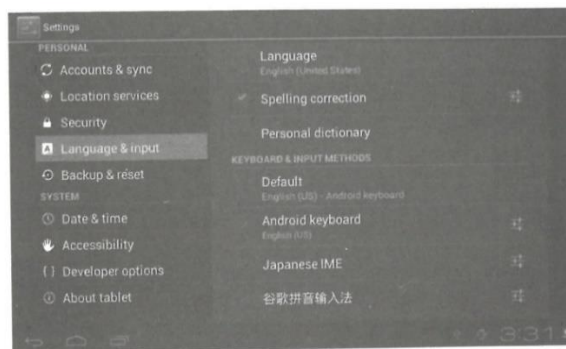 Settings
PERSONAL
Accounts & sync
Location services
Security
Language & input
Backup & reset
SYSTEM
Date & time
Accessibility
{ } Developer options
About tablet
Language
English (United States)
Spelling correction
Personal dictionary
KEYBOARD & INPUT METHODS
Default
English (US) - Android keyboard
Android keyboard
English (US)
Japanese IME
谷歌拼音输入法
3:31